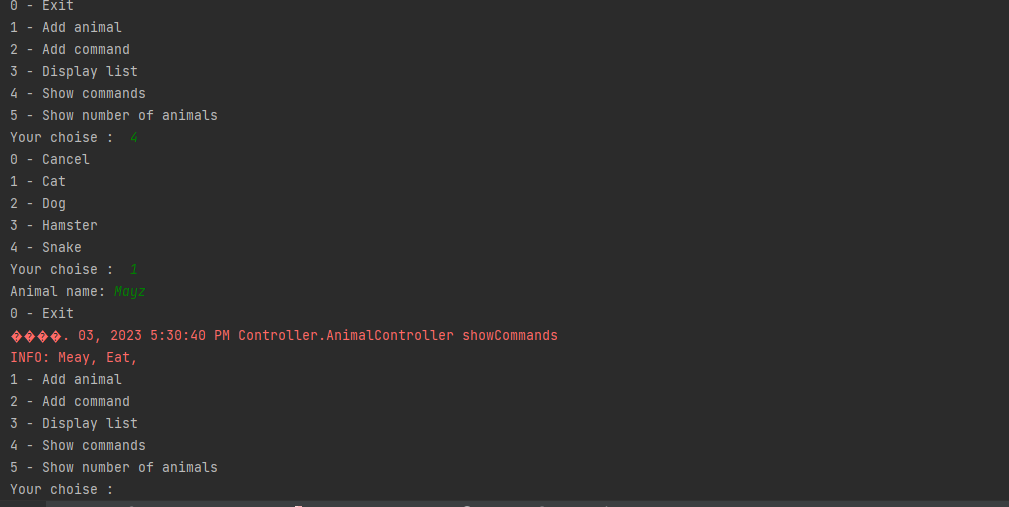 0 - Exit
1 - Add animal
2 - Add command
3 - Display list
4 - Show commands
5 - Show number of animals
Your choise :  4
0 - Cancel
1 - Cat
2 - Dog
3 - Hamster
4 - Snake
Your choise :  1
Animal name: Mayz
0 - Exit
����. 03, 2023 5:30:40 PM Controller.AnimalController showCommands
INFO: Meay, Eat,
1 - Add animal
2 - Add command
3 - Display list
4 - Show commands
5 - Show number of animals
Your choise :